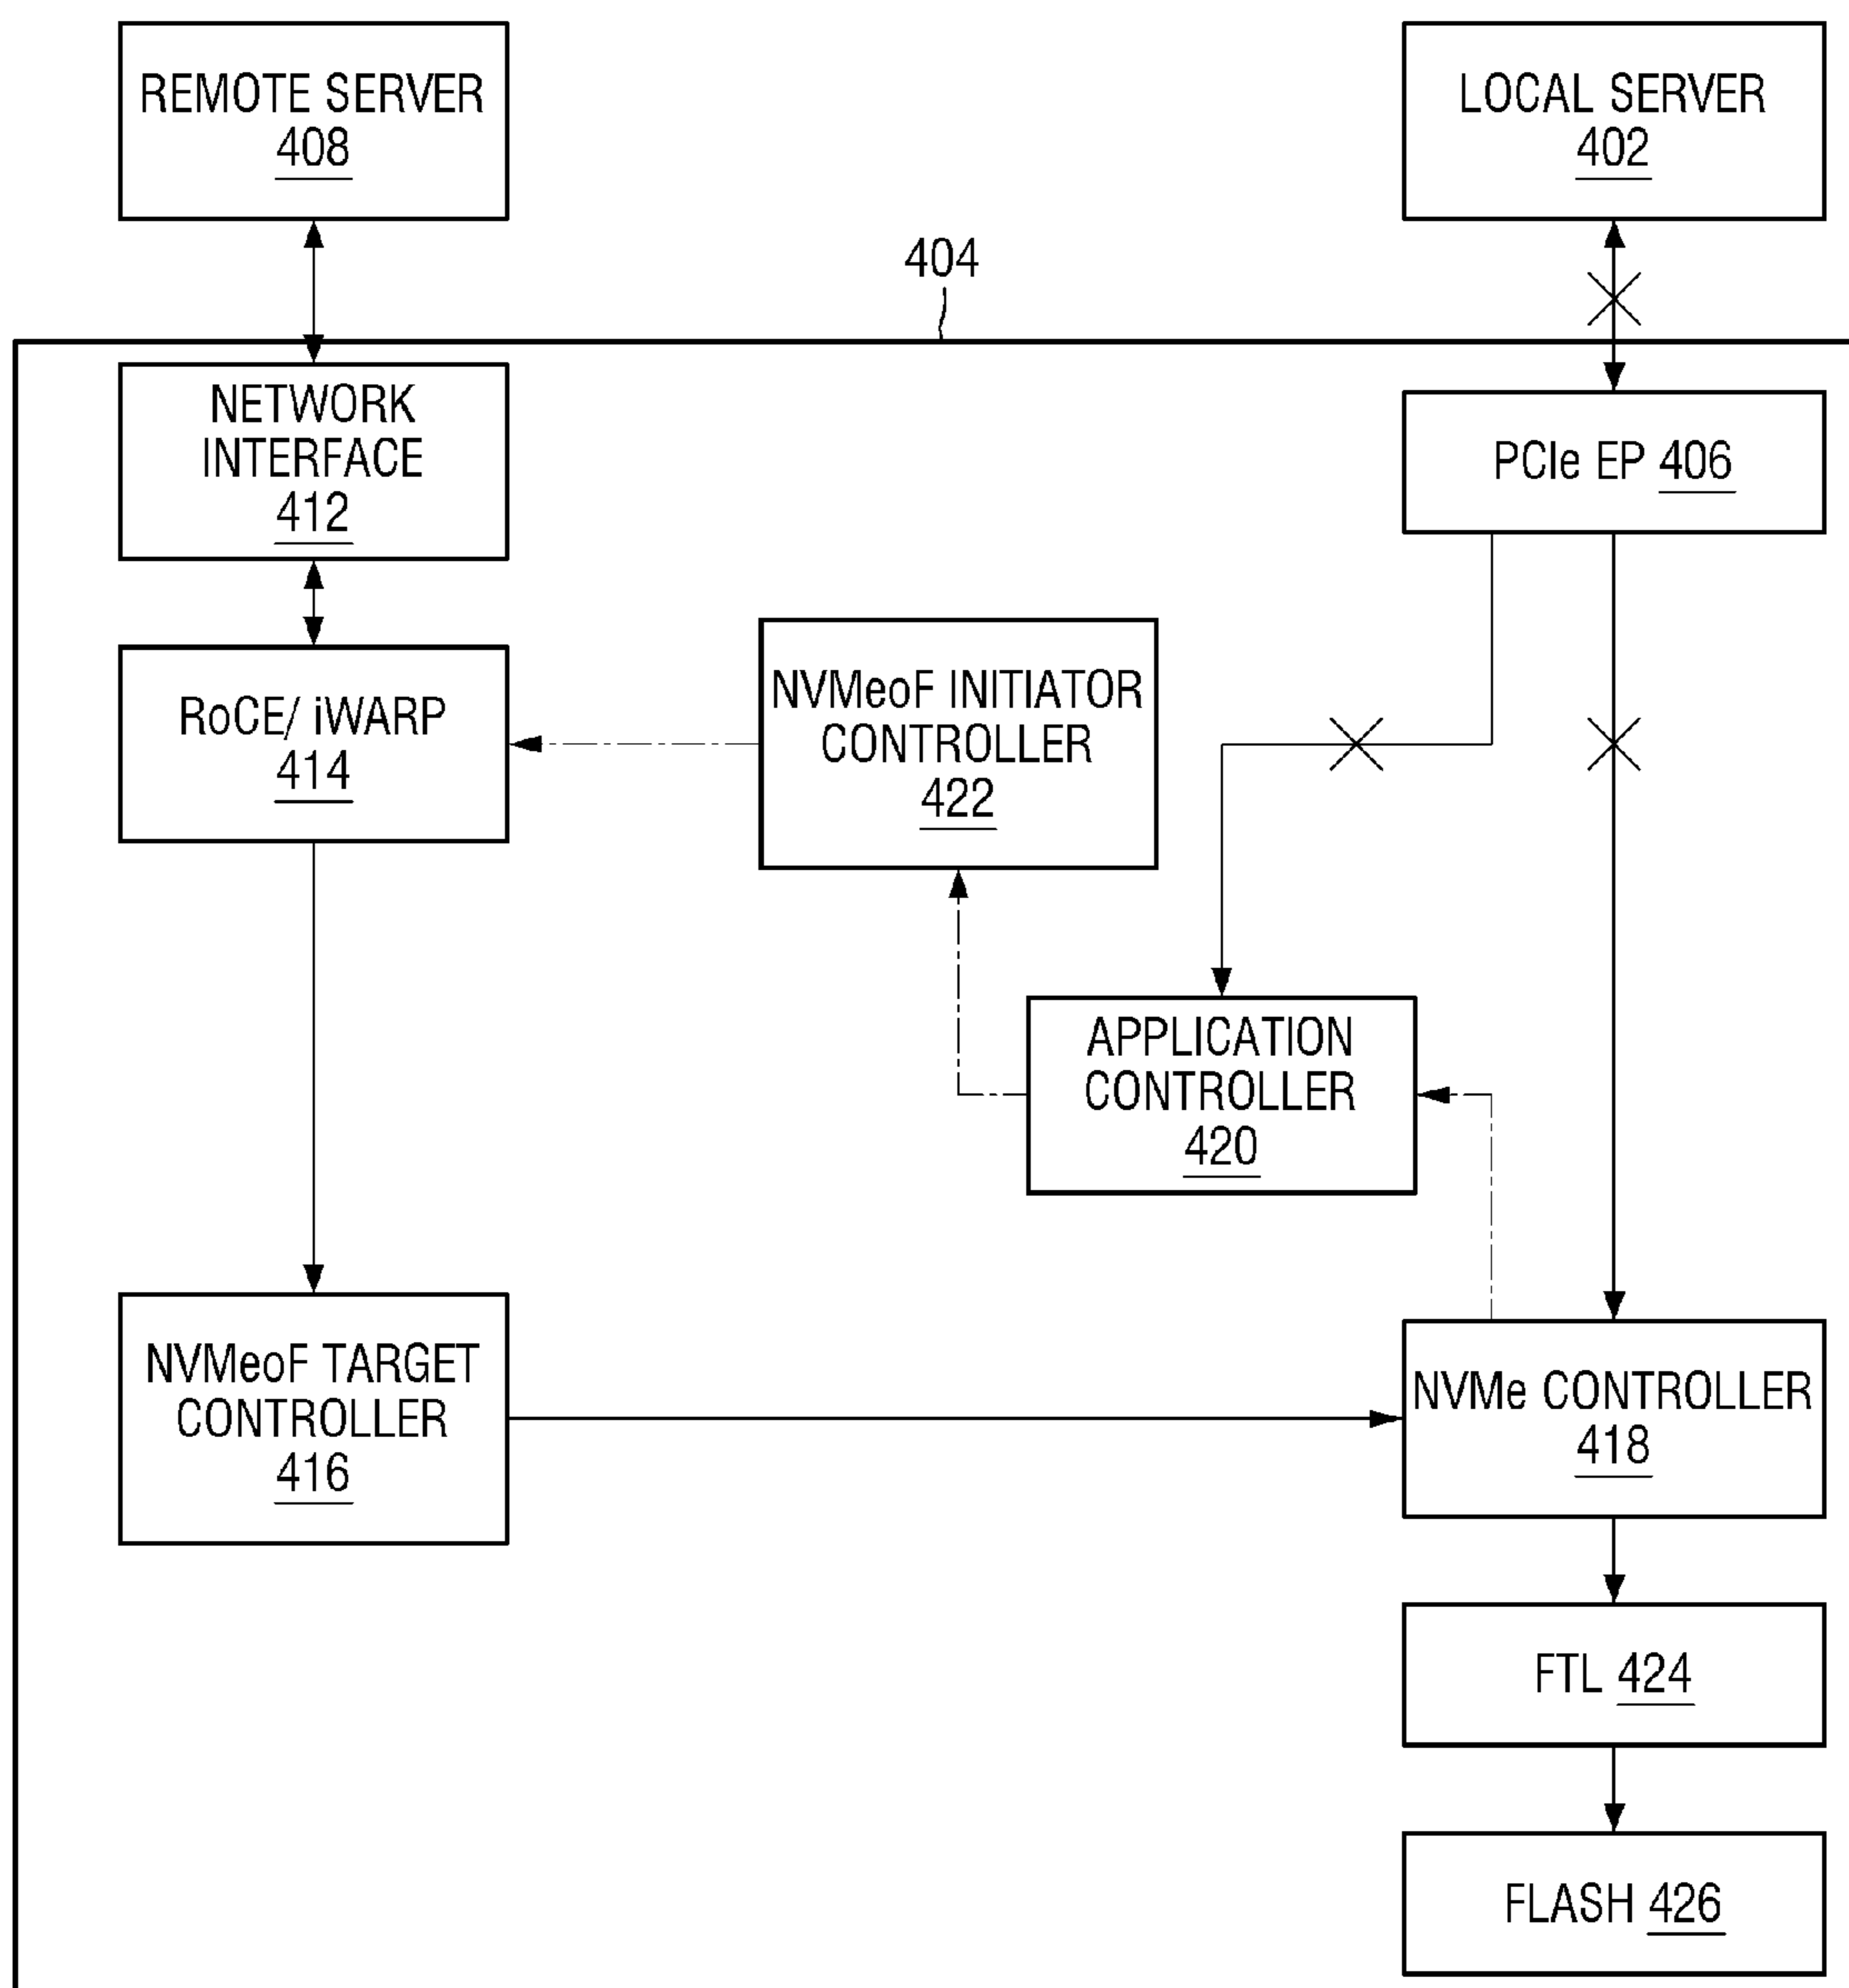 REMOTE SERVER
408
LOCAL SERVER
402
404
NETWORK
INTERFACE
412
PCIe EP 406
RoCE/ iWARP
414
NVMeoF INITIATOR
CONTROLLER
422
APPLICATION
CONTROLLER
420
NVMeoF TARGET
CONTROLLER
416
NVMe CONTROLLER
418
FTL 424
FLASH 426